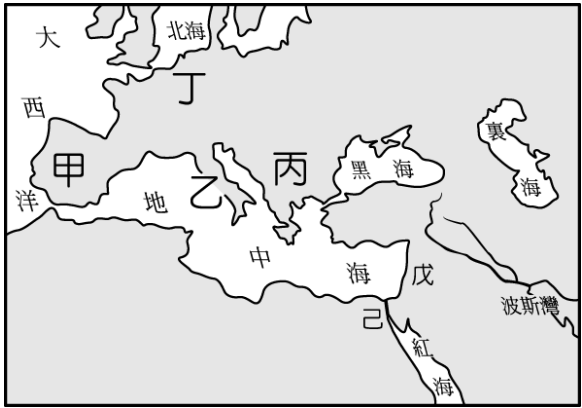 大西洋
北海
丁
甲
乙
丙
黑海
裏海
地中海
戊
己
波斯灣
紅海